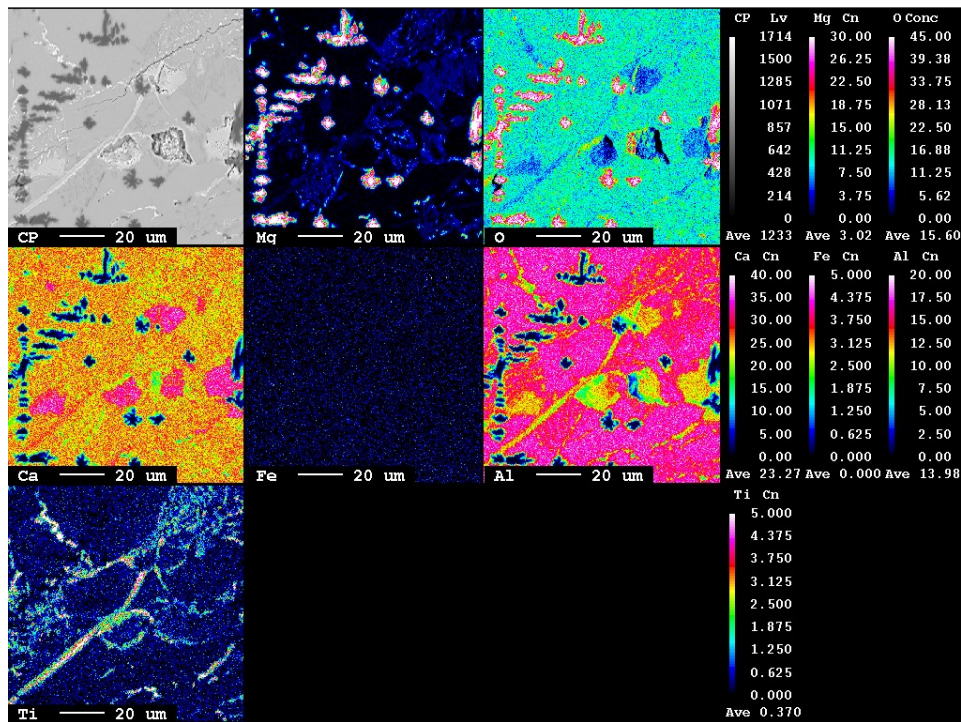 CP Lv Mg Cn O Conc
1714 30.00 45.00
1500 26.25 39.38
1285 22.50 33.75
1071 18.75 28.13
857 15.00 22.50
642 11.25 16.88
428 7.50 11.25
214 3.75 5.62
0 0.00 0.00
CP 20 um Mg 20 um O 20 um Ave 1233 Ave 3.02 Ave 15.60
Ca Cn Fe Cn Al Cn
40.00 5.000 20.00
35.00 4.375 17.50
30.00 3.750 15.00
25.00 3.125 12.50
20.00 2.500 10.00
15.00 1.875 7.50
10.00 1.250 5.00
5.00 0.625 2.50
0.00 0.000 0.00
Ca 20 um Fe 20 um Al 20 um Ave 23.27 Ave 0.000 Ave 13.98
Ti Cn
5.000
4.375
3.750
3.125
2.500
1.875
1.250
0.625
0.000
Ti 20 um Ave 0.370